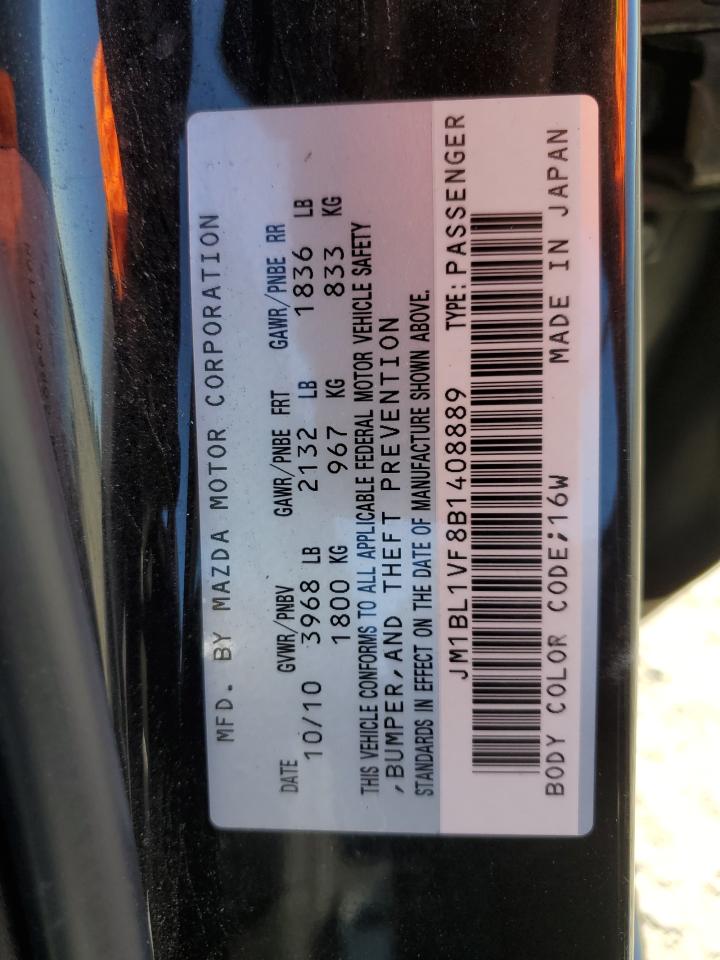 MFD. BY MAZDA MOTOR CORPORATION
DATE GVWR/PNBV GAWR/PNBE FRT GAWR/PNBE RR
10/10 3968 LB 2132 LB 1836 LB
1800 KG 967 KG 833 KG
THIS VEHICLE CONFORMS TO ALL APPLICABLE FEDERAL MOTOR VEHICLE SAFETY
,BUMPER,AND THEFT PREVENTION
STANDARDS IN EFFECT ON THE DATE OF MANUFACTURE SHOWN ABOVE.
JM1BL1VF8B1408889 TYPE:PASSENGER
BODY COLOR CODE;16W MADE IN JAPAN